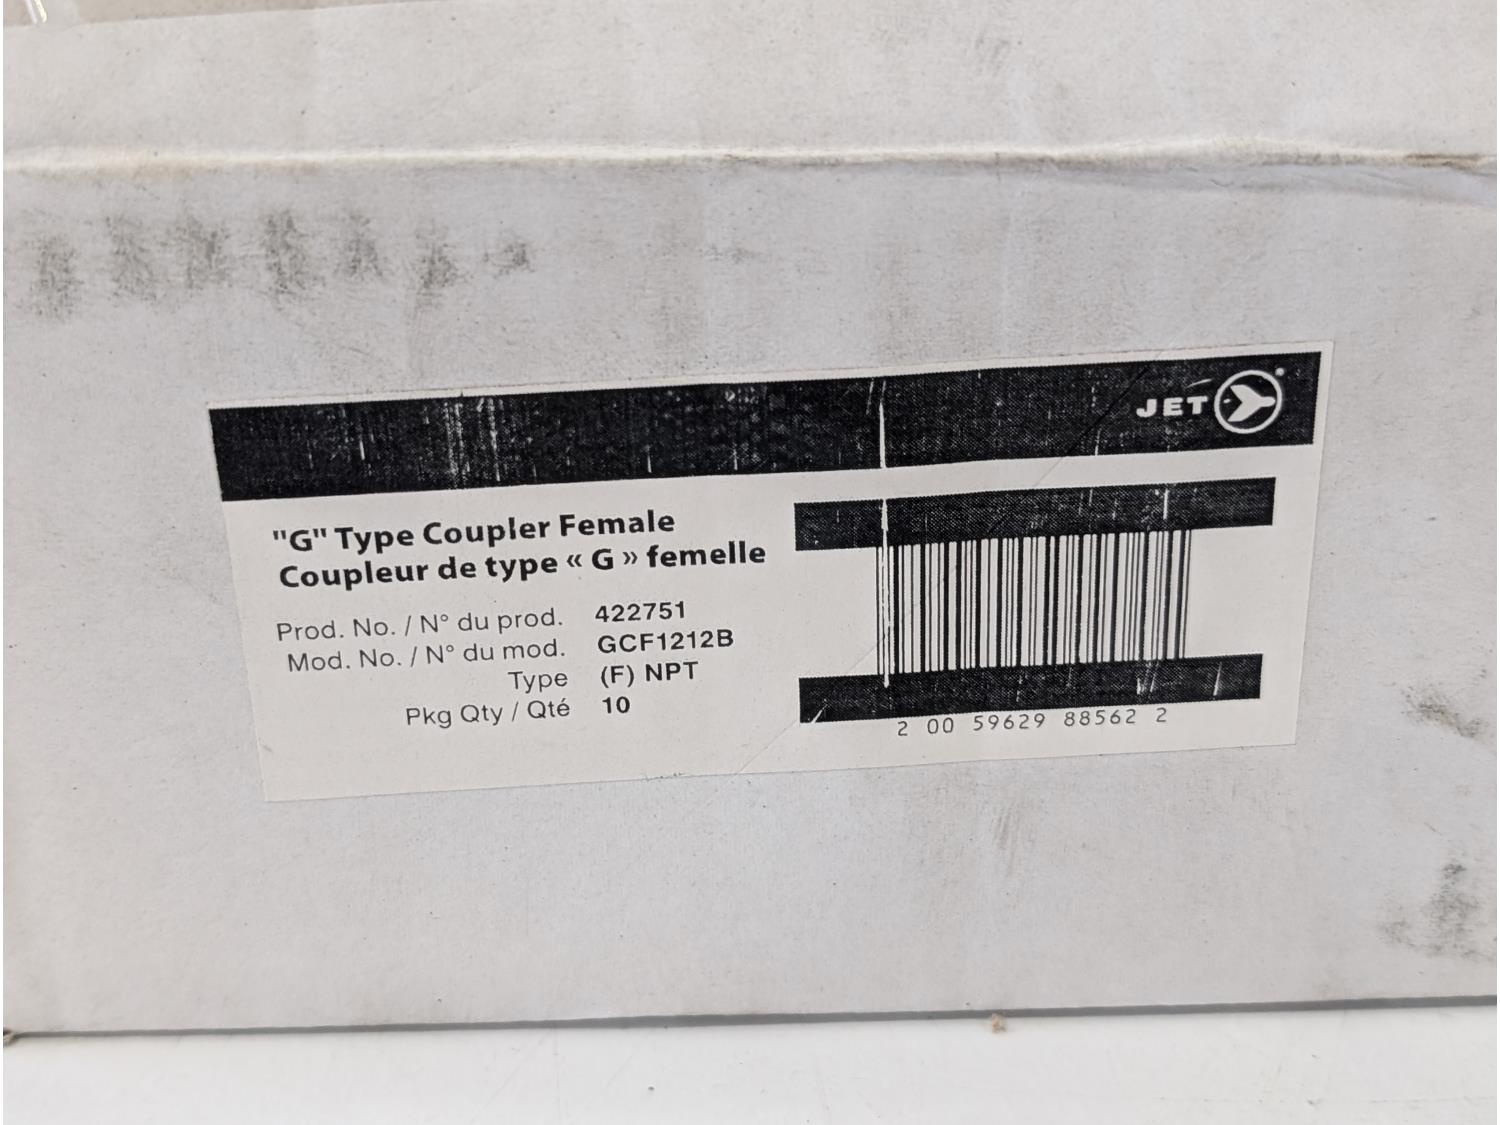 JET
"G" Type Coupler Female
Coupleur de type « G » femelle
Prod. No. / N° du prod. 422751
Mod. No. / N° du mod. GCF1212B
Type (F) NPT
Pkg Qty / Qté 10
2 00 59629 88562 2